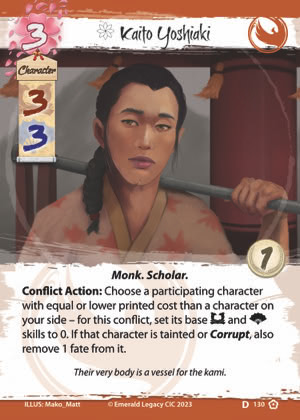 3
Kaito Yoshiaki
Character
3
3
1
Monk. Scholar.
Conflict Action: Choose a participating character
with equal or lower printed cost than a character on
your side – for this conflict, set its base and
skills to 0. If that character is tainted or Corrupt, also
remove 1 fate from it.
Their very body is a vessel for the kami.
ILLUS: Mako_Matt © Emerald Legacy CIC 2023 D 130